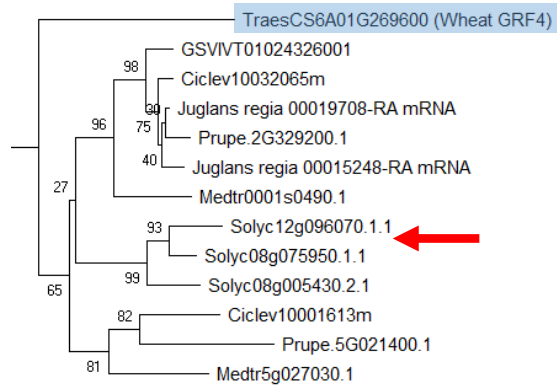 TraesCS6A01G269600 (Wheat GRF4)
GSVIVT01024326001
98
Ciclev10032065m
30
Juglans regia 00019708-RA mRNA
75
96
Prupe.2G329200.1
40
Juglans regia 00015248-RA mRNA
27
Medtr0001s0490.1
93
Solyc12g096070.1.1
Solyc08g075950.1.1
99
Solyc08g005430.2.1
65
82
Ciclev10001613m
Prupe.5G021400.1
81
Medtr5g027030.1